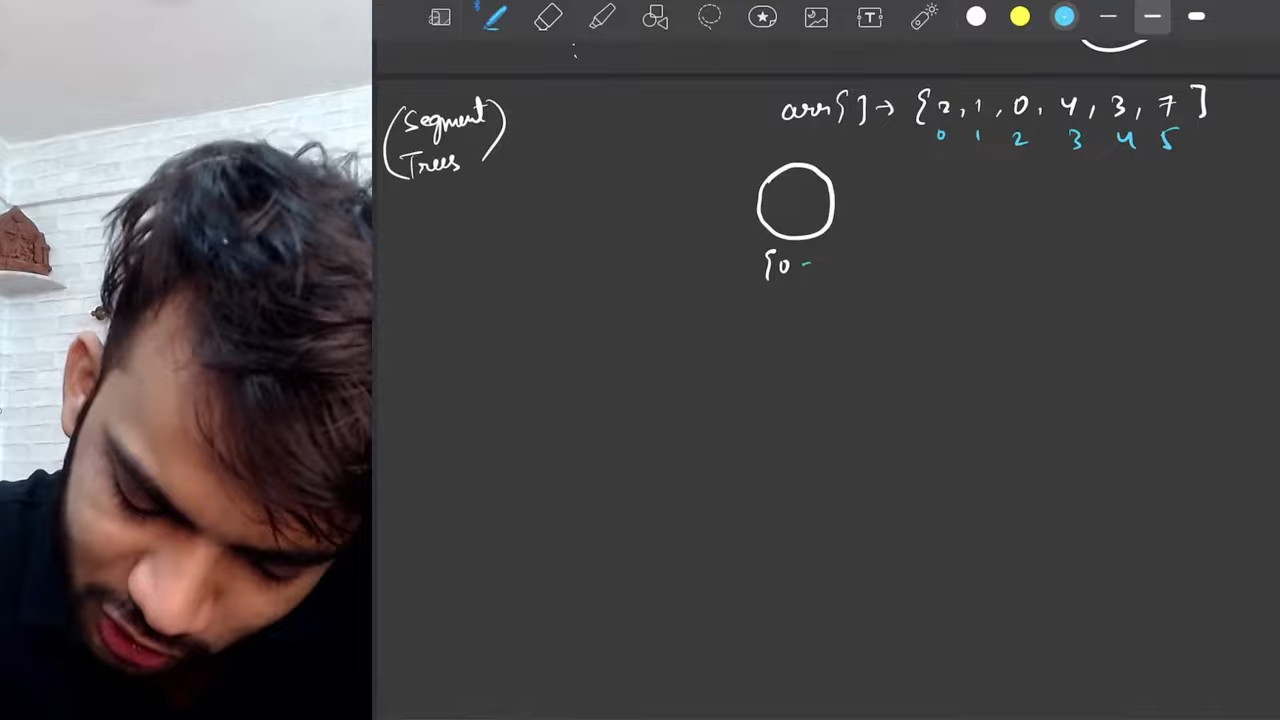 (Segment
Trees)
arr[] → [2, 1, 0, 4, 3, 7]
0 1 2 3 4 5
[0 -